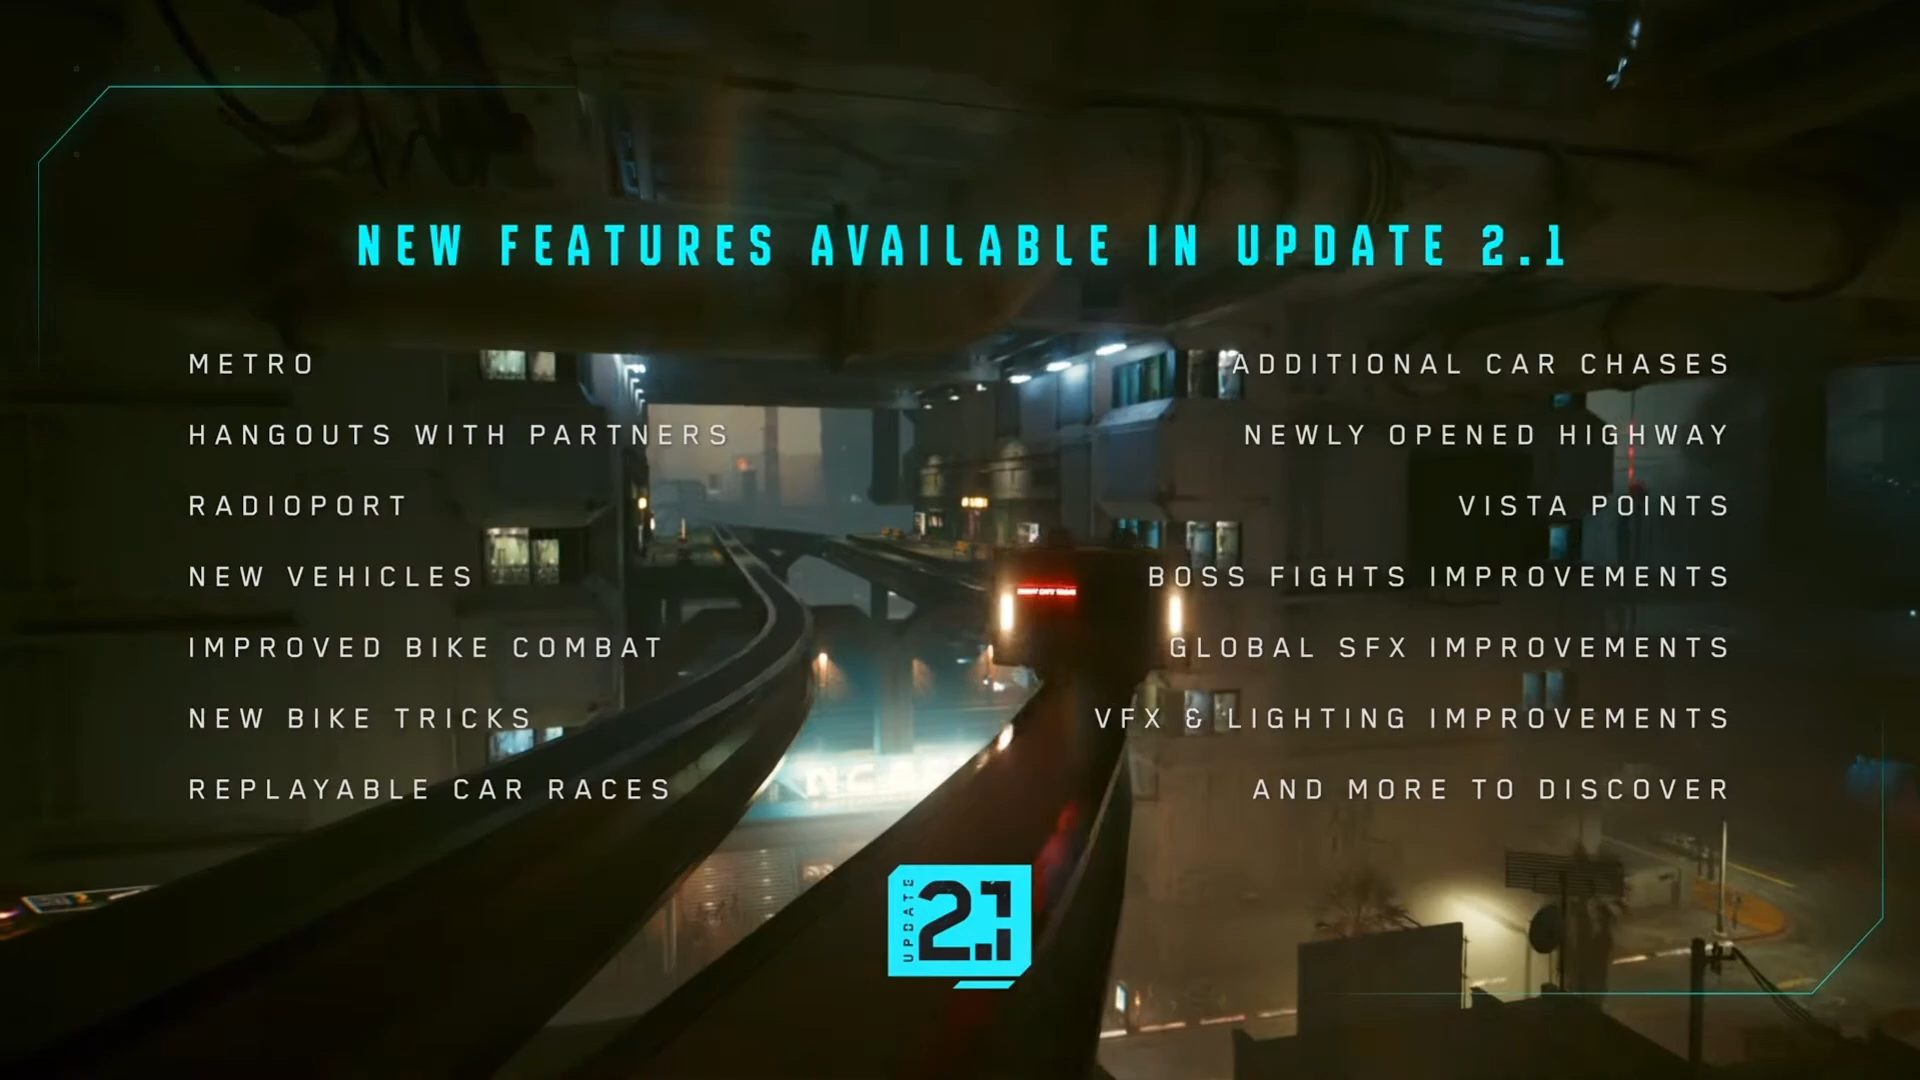 NEW FEATURES AVAILABLE IN UPDATE 2.1
METRO
HANGOUTS WITH PARTNERS
RADIOPORT
NEW VEHICLES
IMPROVED BIKE COMBAT
NEW BIKE TRICKS
REPLAYABLE CAR RACES
ADDITIONAL CAR CHASES
NEWLY OPENED HIGHWAY
VISTA POINTS
BOSS FIGHTS IMPROVEMENTS
GLOBAL SFX IMPROVEMENTS
VFX & LIGHTING IMPROVEMENTS
AND MORE TO DISCOVER
UPDATE
2.1